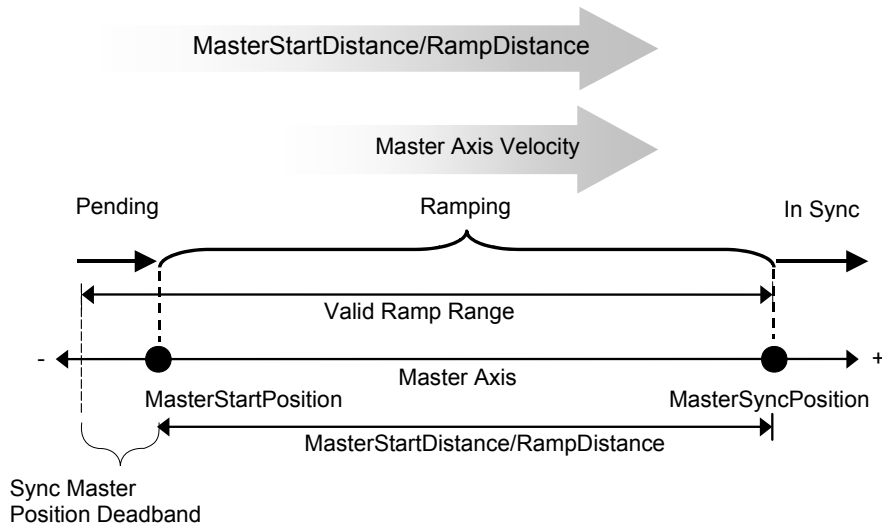 MasterStartDistance/RampDistance
Master Axis Velocity
Pending
Ramping
In Sync
Valid Ramp Range
-
+
Master Axis
MasterStartPosition
MasterSyncPosition
MasterStartDistance/RampDistance
Sync Master
Position Deadband